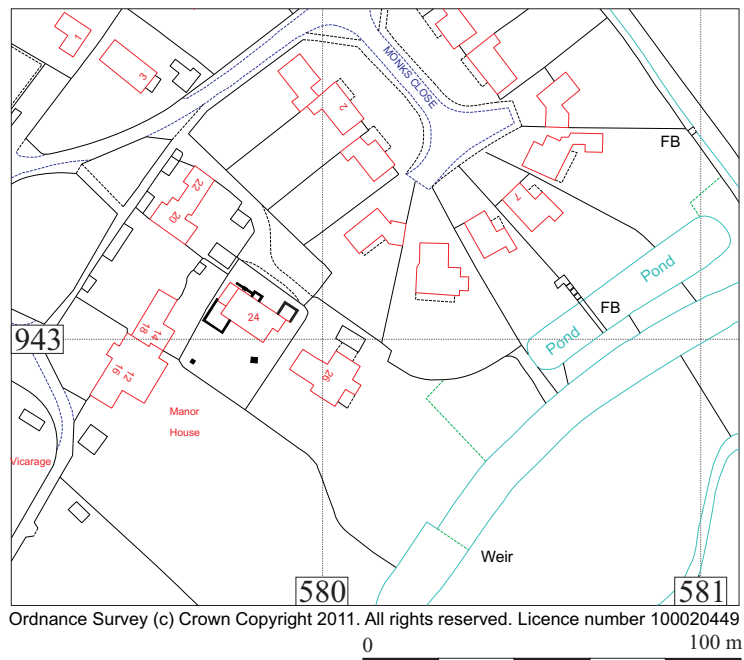 1
3
MONKS CLOSE
2
FB
22
20
7
Pond
FB
24
943
18
14
Pond
16
12
26
Manor
House
Vicarage
Weir
580
581
Ordnance Survey (c) Crown Copyright 2011. All rights reserved. Licence number 100020449
0
100 m